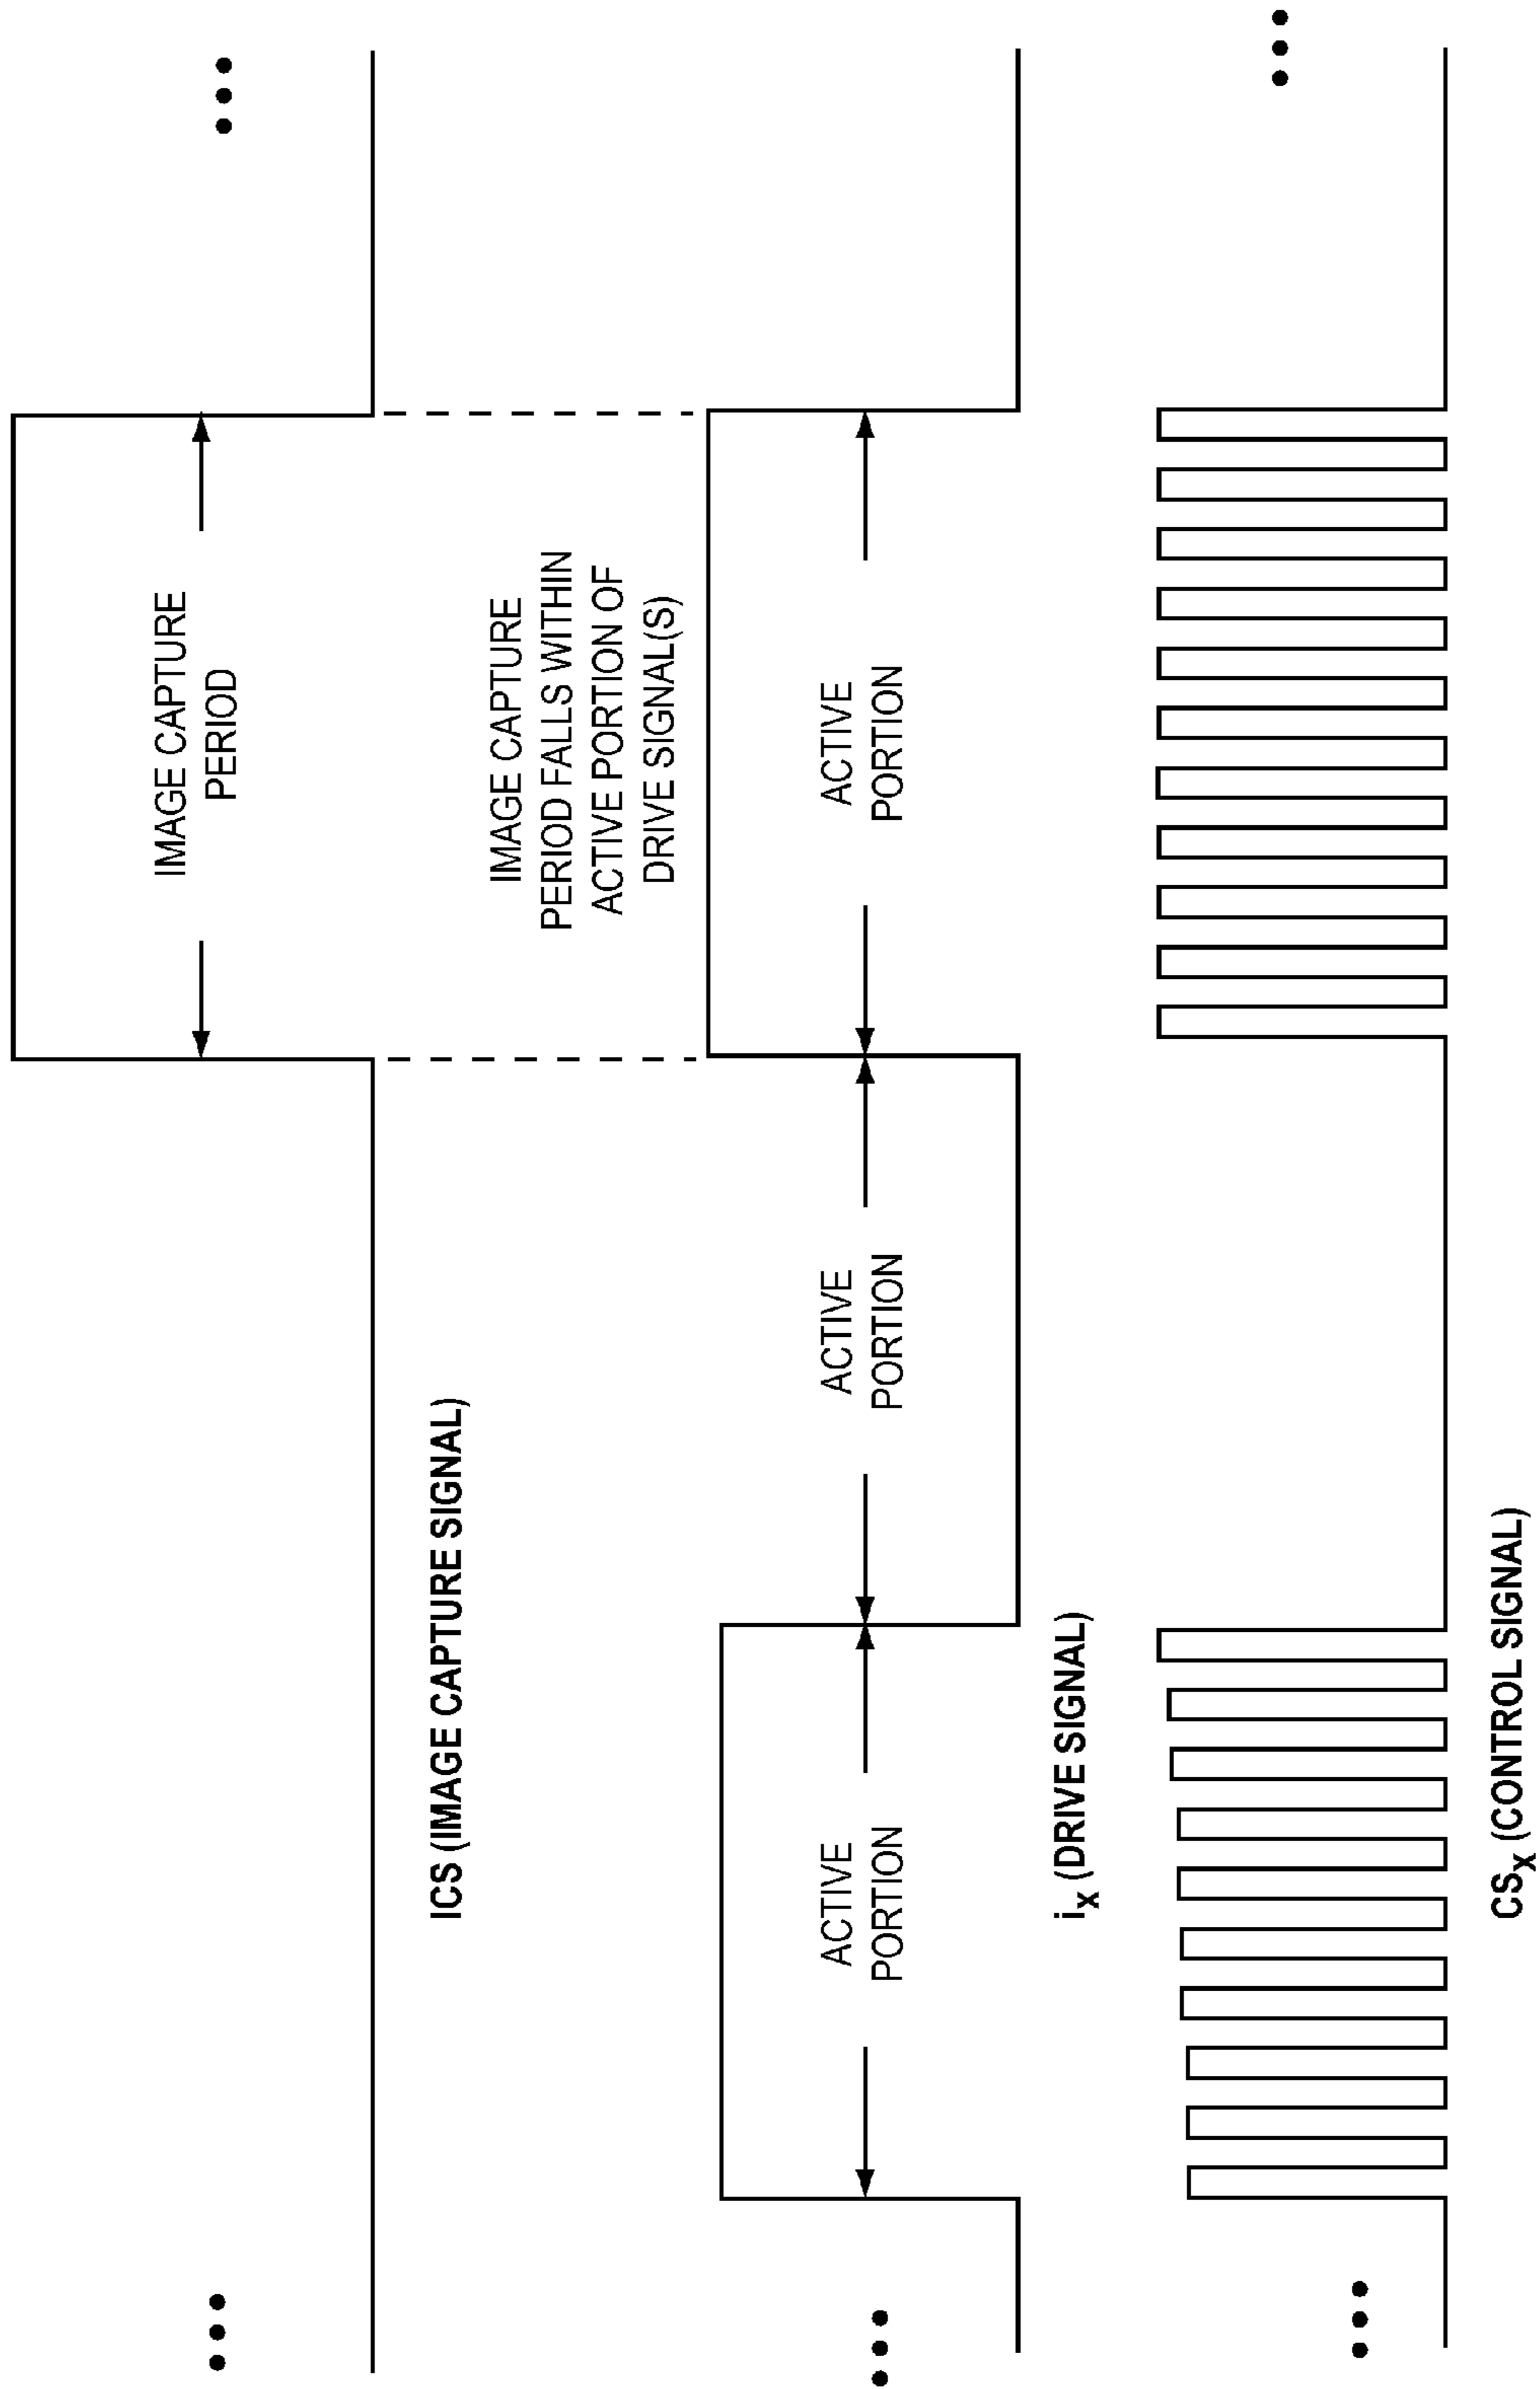 IMAGE CAPTURE
PERIOD
ICS (IMAGE CAPTURE SIGNAL)
IMAGE CAPTURE
PERIOD FALLS WITHIN
ACTIVE PORTION OF
DRIVE SIGNAL(S)
ACTIVE
PORTION
ACTIVE
PORTION
ACTIVE
PORTION
ix (DRIVE SIGNAL)
CSx (CONTROL SIGNAL)